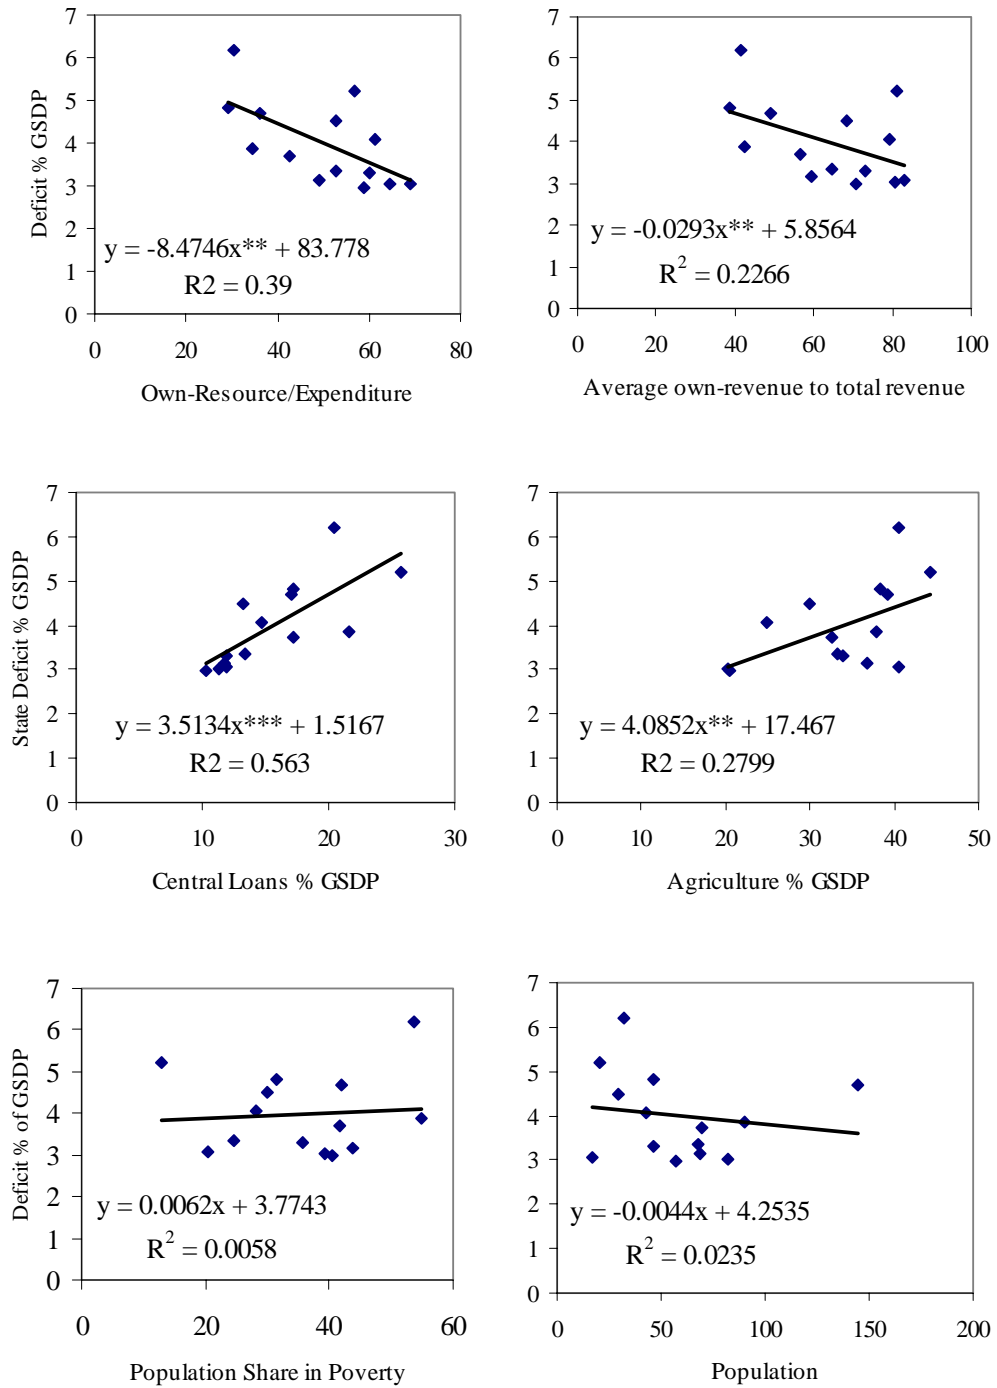 7
6
5
4
3
2
1
0
Deficit % GSDP
y = -8.4746x** + 83.778
R2 = 0.39
0 20 40 60 80
Own-Resource/Expenditure
7
6
5
4
3
2
1
0
y = -0.0293x** + 5.8564
R² = 0.2266
0 20 40 60 80 100
Average own-revenue to total revenue
7
6
5
4
3
2
1
0
State Deficit % GSDP
y = 3.5134x*** + 1.5167
R2 = 0.563
0 10 20 30
Central Loans % GSDP
7
6
5
4
3
2
1
0
y = 4.0852x** + 17.467
R2 = 0.2799
0 10 20 30 40 50
Agriculture % GSDP
7
6
5
4
3
2
1
0
Deficit % of GSDP
y = 0.0062x + 3.7743
R² = 0.0058
0 20 40 60
Population Share in Poverty
7
6
5
4
3
2
1
0
y = -0.0044x + 4.2535
R² = 0.0235
0 50 100 150 200
Population